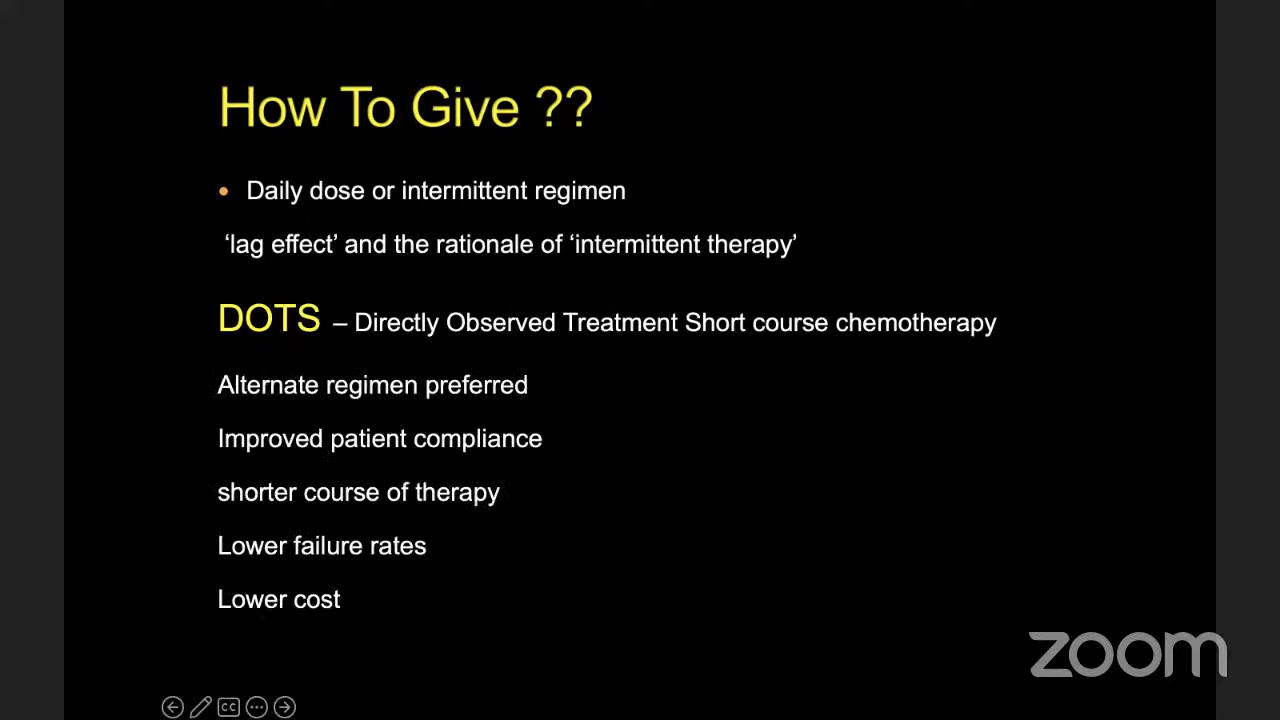 How To Give ??
• Daily dose or intermittent regimen
‘lag effect’ and the rationale of ‘intermittent therapy’
DOTS – Directly Observed Treatment Short course chemotherapy
Alternate regimen preferred
Improved patient compliance
shorter course of therapy
Lower failure rates
Lower cost
zoom
CC